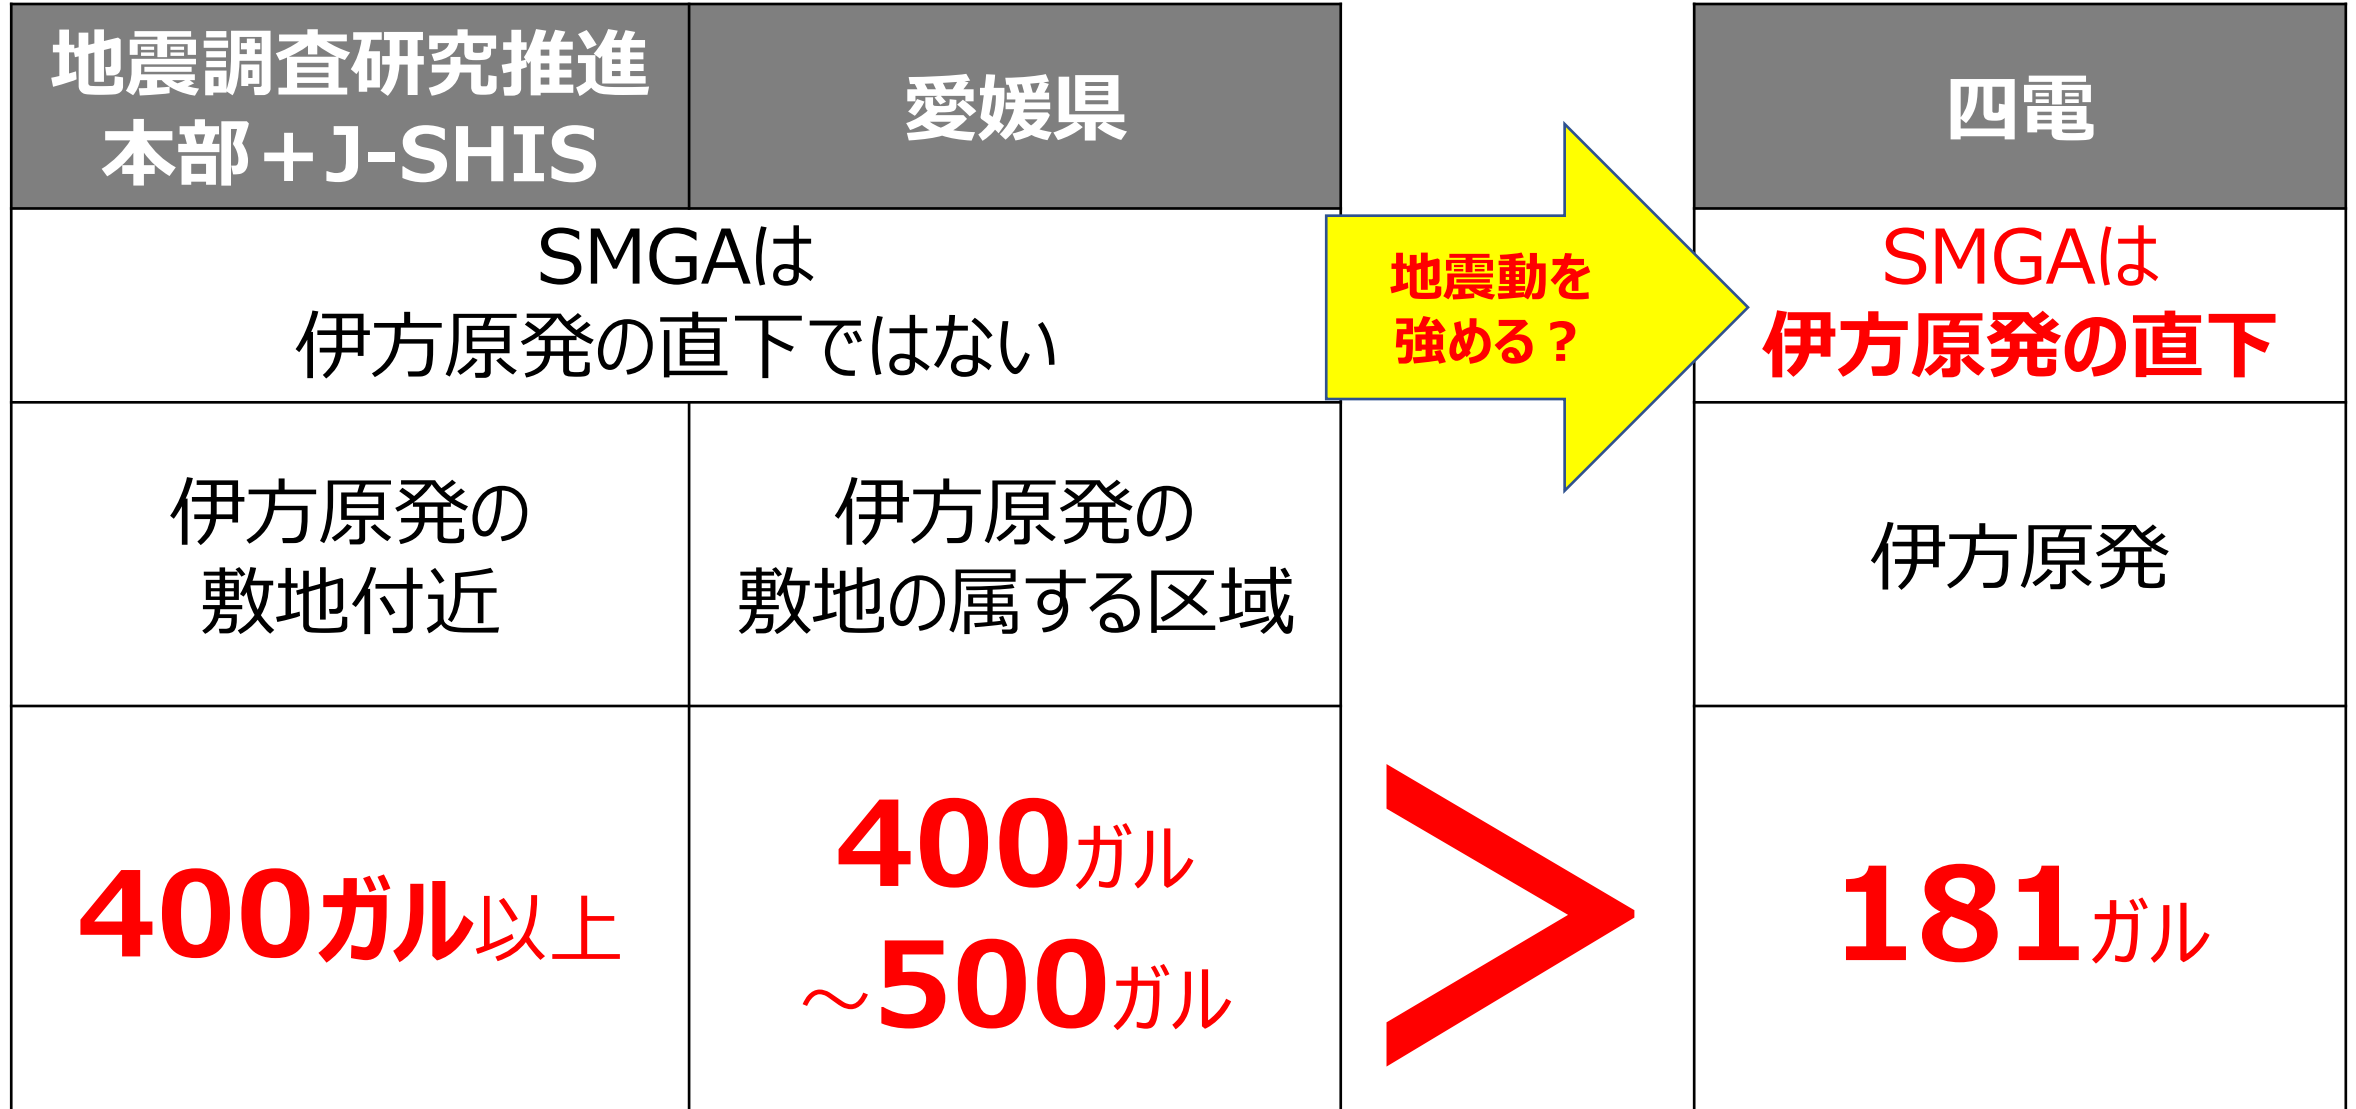 地震調査研究推進
本部＋J-SHIS
愛媛県
四電
SMGAは
伊方原発の直下ではない
地震動を
強める？
SMGAは
伊方原発の直下
伊方原発の
敷地付近
伊方原発の
敷地の属する区域
伊方原発
400ガル以上
400ガル
～500ガル
＞
181ガル